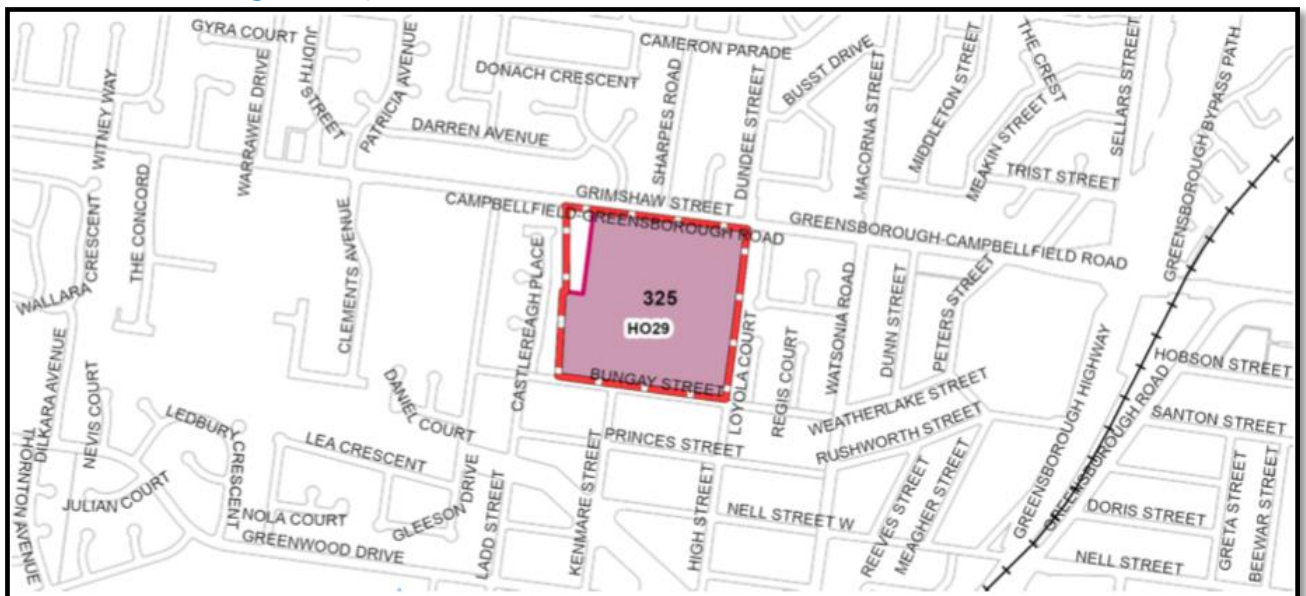 GYRA COURT
JUDITH STREET
PATRICIA AVENUE
CAMERON PARADE
DONACH CRESCENT
BUSST DRIVE
THE CREST
MIDDLETON STREET
SELLARS STREET
GREENSBOROUGH BYPASS PATH
WITNEY WAY
WARRAWEE DRIVE
DARREN AVENUE
SHARPES ROAD
DUNDEE STREET
MACORNA STREET
MEAKIN STREET
TRIST STREET
GRIMSHAW STREET
CAMPBELLFIELD-GREENSBOROUGH ROAD
GREENSBOROUGH-CAMPBELLFIELD ROAD
WALLARA CRESCENT
THE CONCORD
CLEMENTS AVENUE
CASTLEREAGH PLACE
325
HO29
LOYOLA COURT
REGIS COURT
WATSONIA ROAD
DUNN STREET
PETERS STREET
GREENSBOROUGH HIGHWAY
GREENSBOROUGH ROAD
HOBSON STREET
DILKARA AVENUE
NEVIS COURT
DANIEL COURT
BUNGAY STREET
WEATHERLAKE STREET
SANTON STREET
LEDBURY CRESCENT
LEA CRESCENT
PRINCES STREET
RUSHWORTH STREET
THORNTON AVENUE
JULIAN COURT
NOLA COURT
GLEESON DRIVE
LADD STREET
KENMARE STREET
HIGH STREET
NELL STREET W
REEVES STREET
MEAGHER STREET
DORIS STREET
GRETA STREET
BEEWAR STREET
GREENWOOD DRIVE
NELL STREET